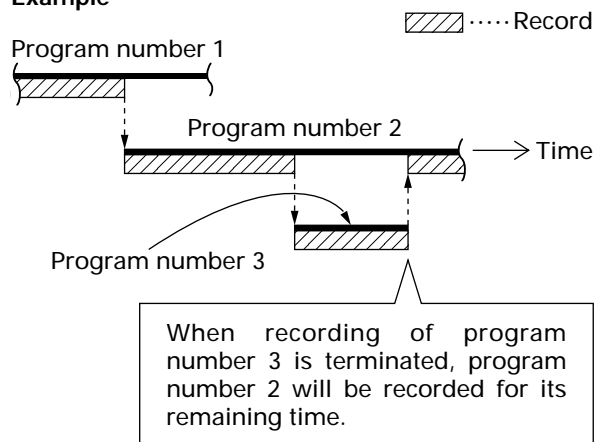 Example
·····Record
Program number 1
Program number 2
Time
Program number 3
When recording of program
number 3 is terminated, program
number 2 will be recorded for its
remaining time.